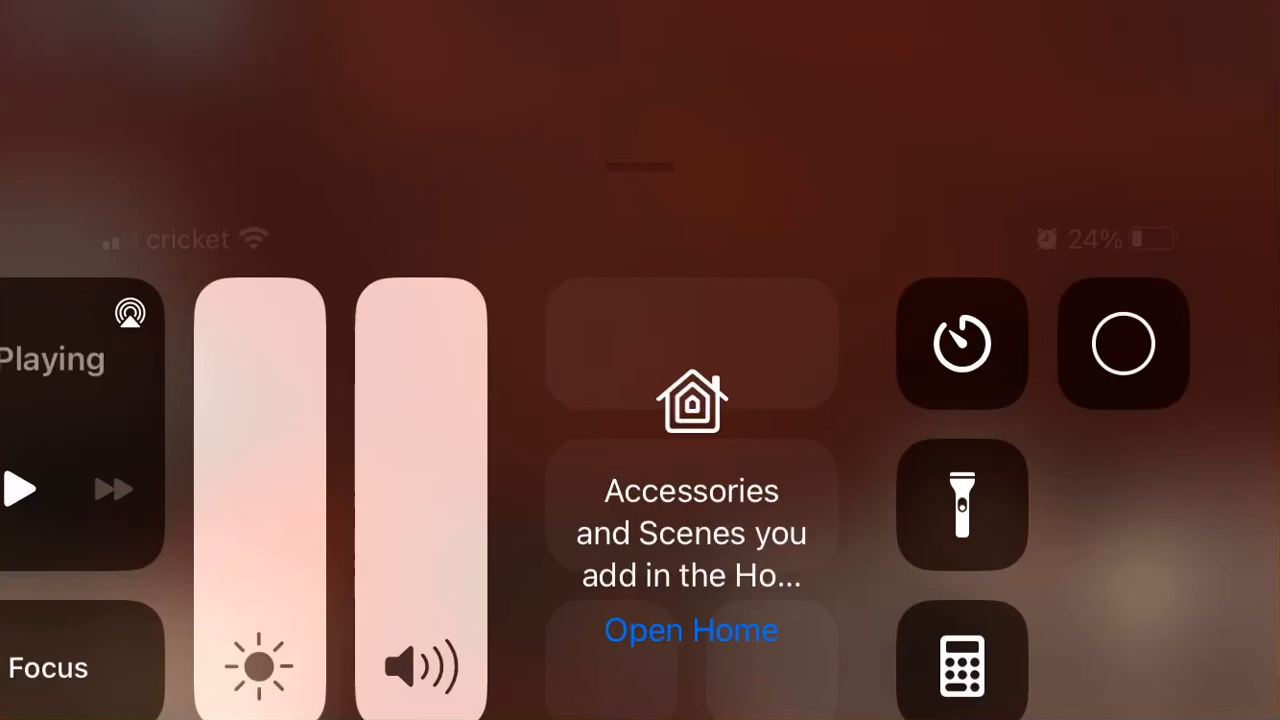 cricket
24%
Playing
Accessories
and Scenes you
add in the Ho...
Open Home
Focus